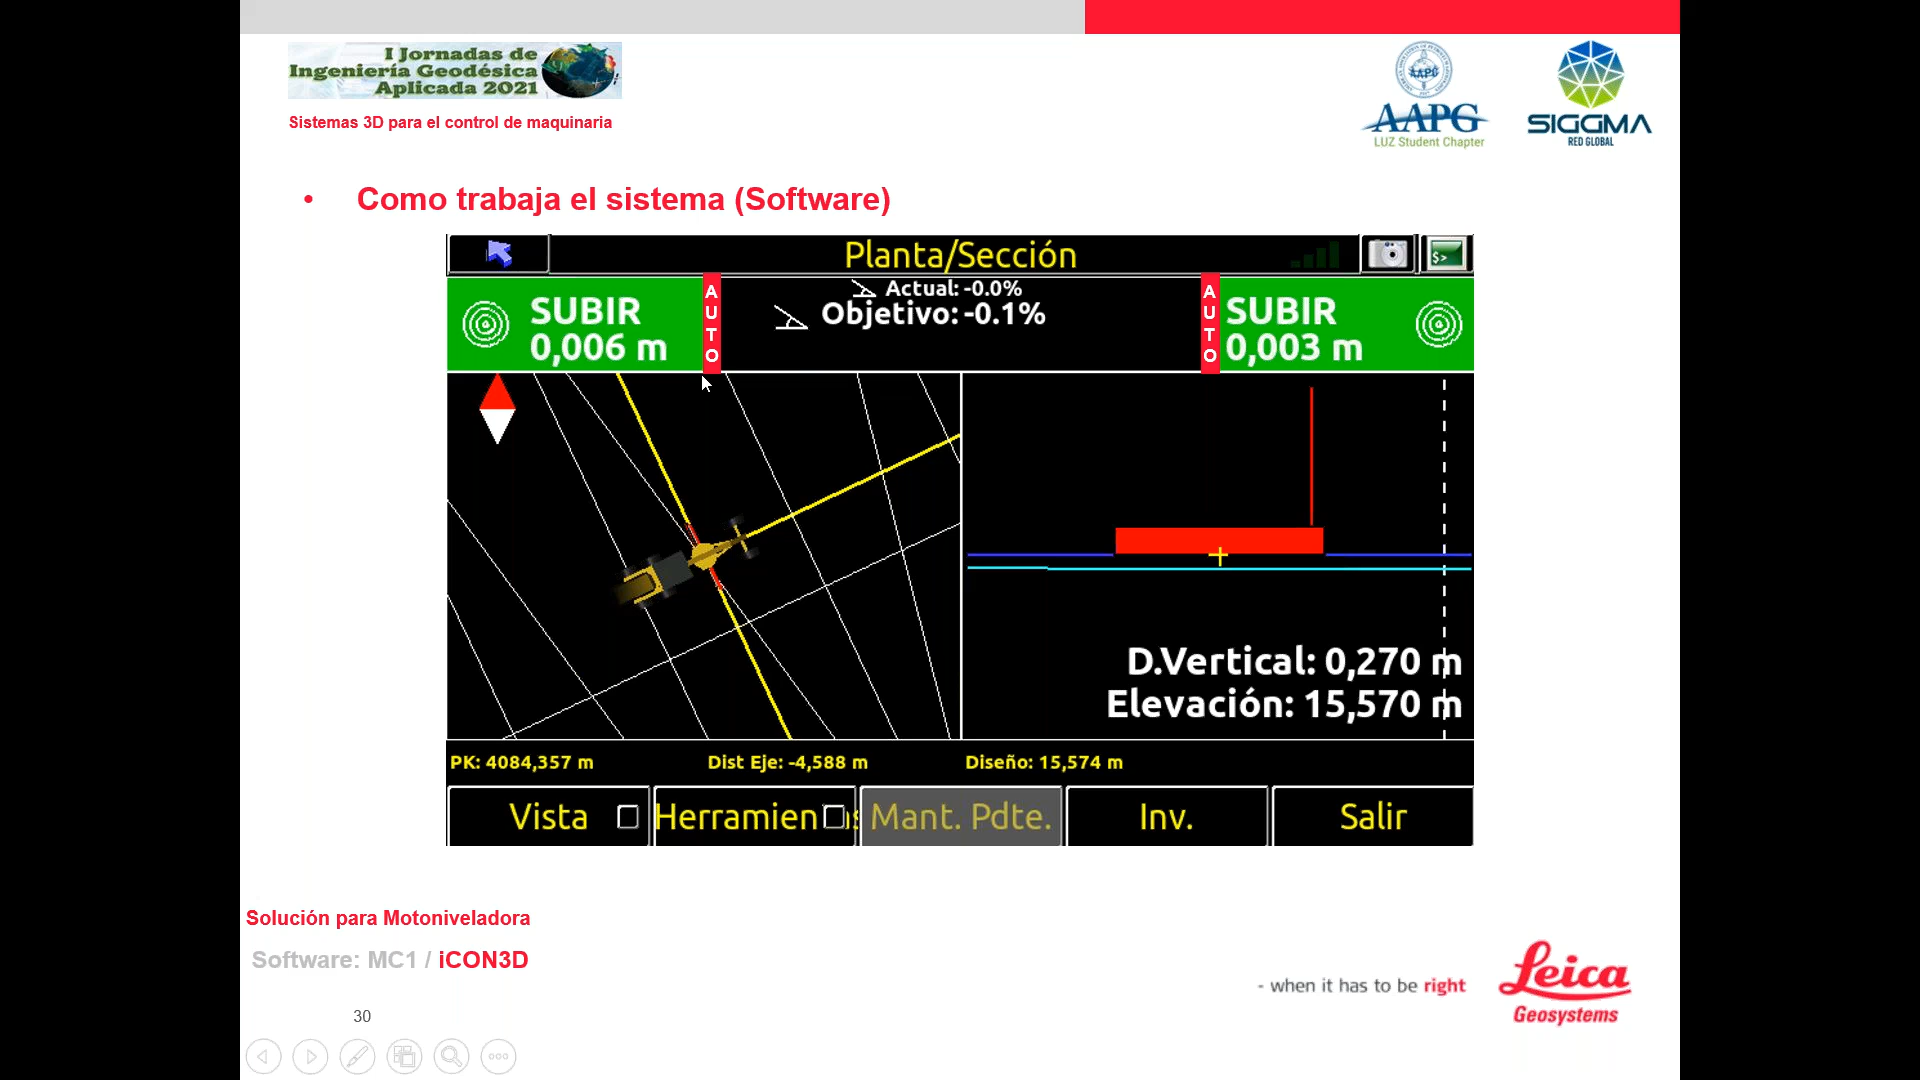 I Jornadas de
Ingeniería Geodésica
Aplicada 2021
Sistemas 3D para el control de maquinaria
AAPG
AAPG
LUZ Student Chapter
SIGGMA
RED GLOBAL
• Como trabaja el sistema (Software)
Planta/Sección
$>
SUBIR
0,006 m
AUTO
Actual: -0.0%
Objetivo: -0.1%
AUTO
SUBIR
0,003 m
D.Vertical: 0,270 m
Elevación: 15,570 m
PK: 4084,357 m
Dist Eje: -4,588 m
Diseño: 15,574 m
Vista
Herramien
Mant. Pdte.
Inv.
Salir
Solución para Motoniveladora
Software: MC1 / iCON3D
- when it has to be right
Leica
Geosystems
30